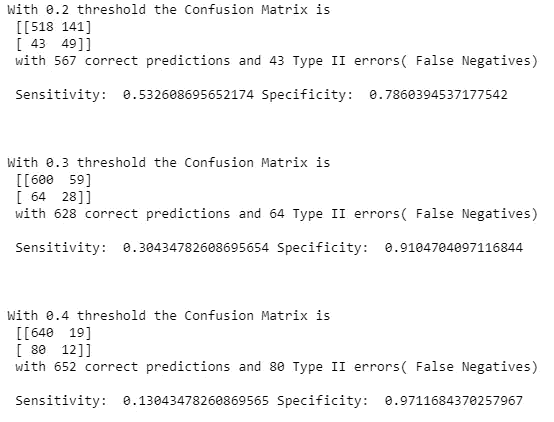 With 0.2 threshold the Confusion Matrix is
[[518 141]
[ 43 49]]
with 567 correct predictions and 43 Type II errors( False Negatives)
Sensitivity: 0.532608695652174 Specificity: 0.7860394537177542
With 0.3 threshold the Confusion Matrix is
[[600 59]
[ 64 28]]
with 628 correct predictions and 64 Type II errors( False Negatives)
Sensitivity: 0.30434782608695654 Specificity: 0.9104704097116844
With 0.4 threshold the Confusion Matrix is
[[640 19]
[ 80 12]]
with 652 correct predictions and 80 Type II errors( False Negatives)
Sensitivity: 0.13043478260869565 Specificity: 0.9711684370257967